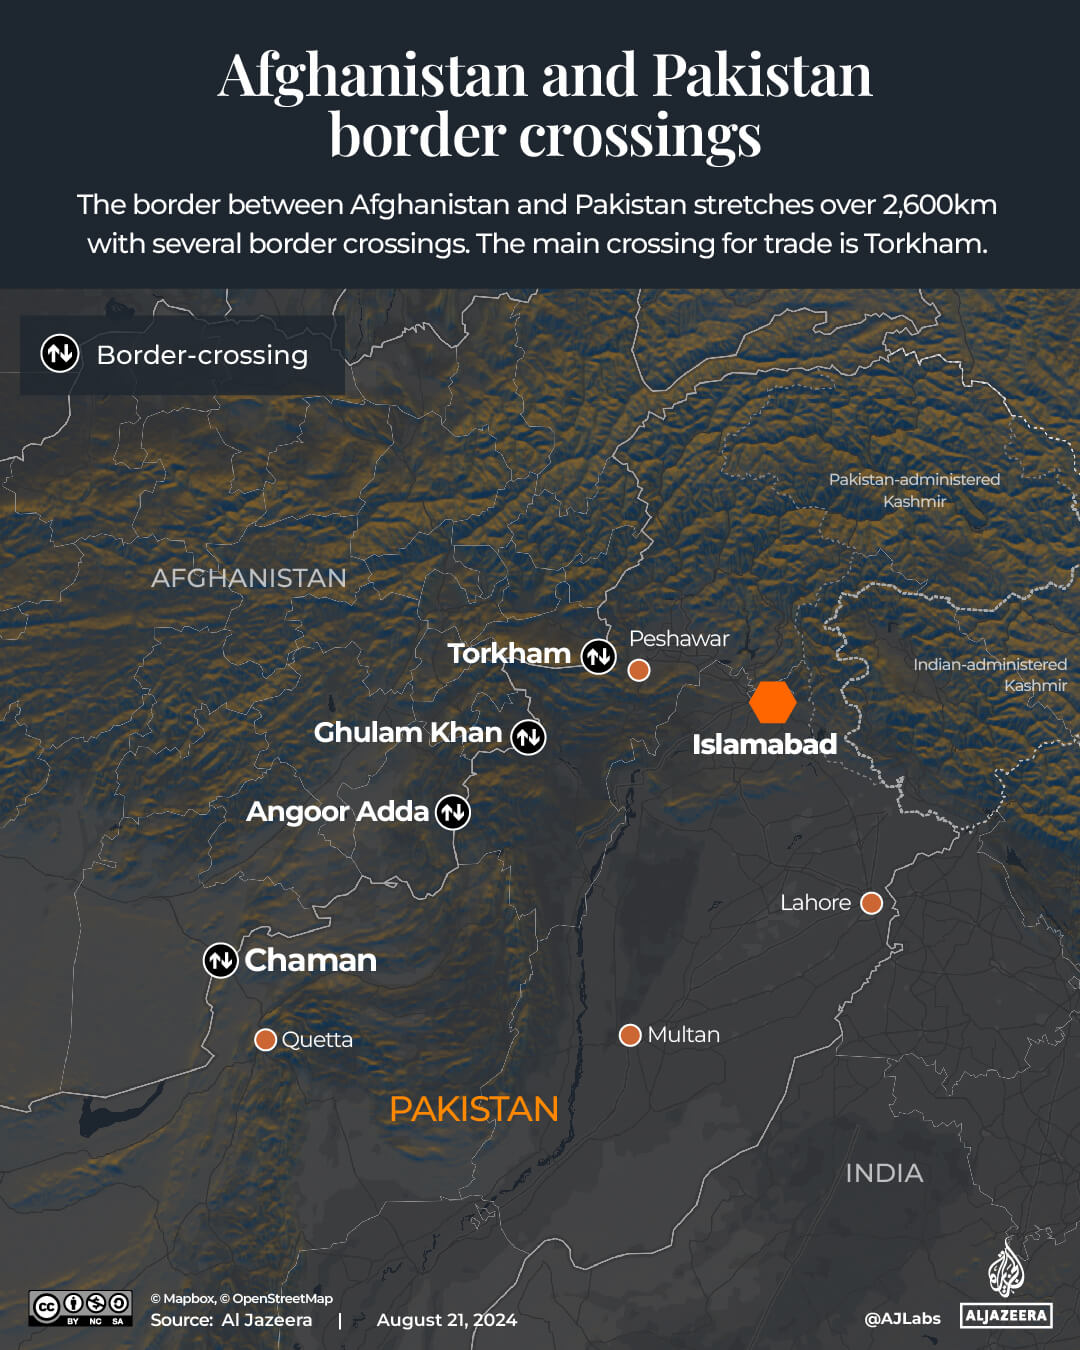 Afghanistan and Pakistan
border crossings
The border between Afghanistan and Pakistan stretches over 2,600km
with several border crossings. The main crossing for trade is Torkham.
Border-crossing
Pakistan-administered
Kashmir
AFGHANISTAN
Peshawar
Torkham
Indian-administered
Kashmir
Ghulam Khan
Islamabad
Angoor Adda
Lahore
Chaman
Quetta
Multan
PAKISTAN
INDIA
cc BY NC SA
© Mapbox, © OpenStreetMap
Source: Al Jazeera | August 21, 2024
@AJLabs
ALJAZEERA